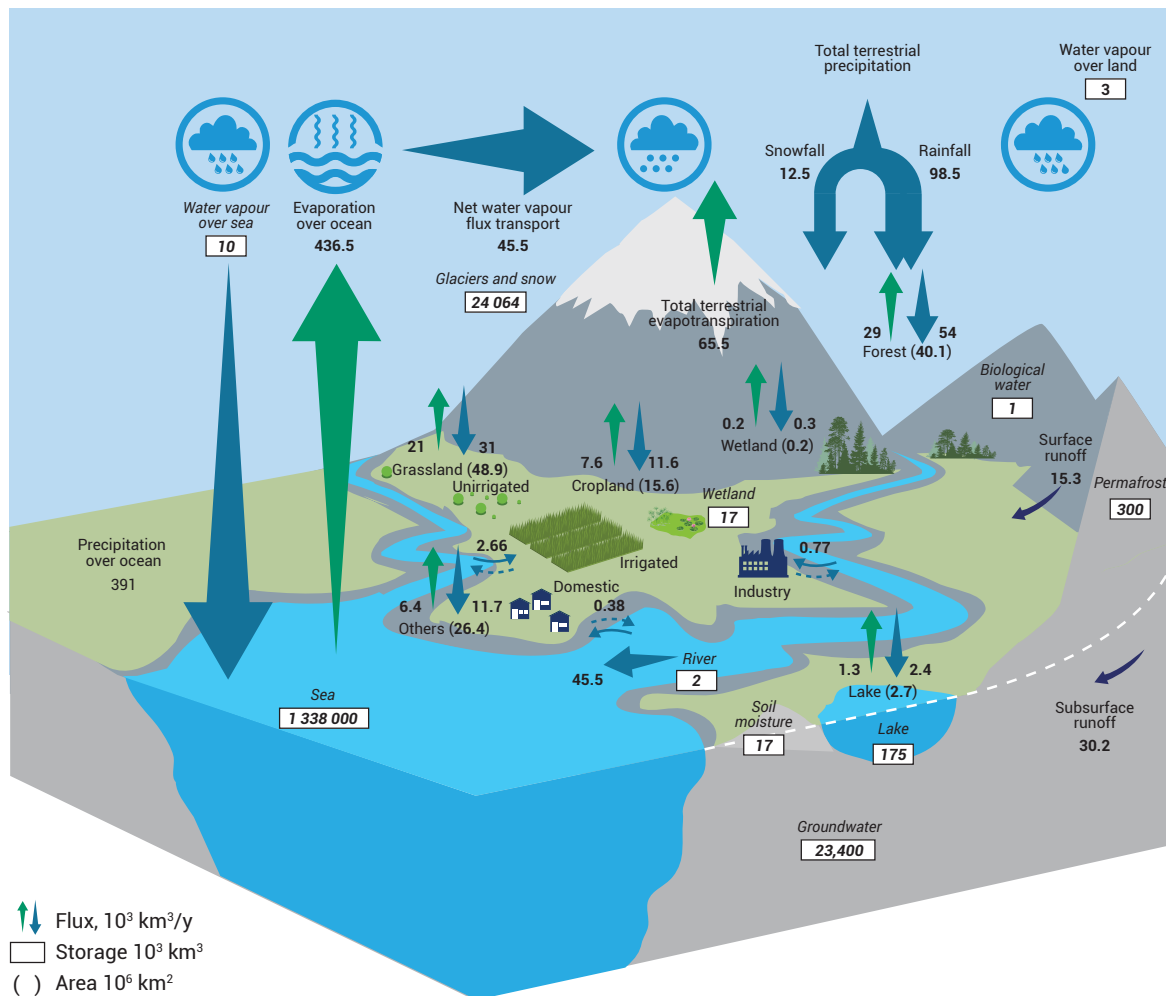 Total terrestrial
precipitation
Water vapour
over land
3
Snowfall
12.5
Rainfall
98.5
Water vapour
over sea
10
Evaporation
over ocean
436.5
Net water vapour
flux transport
45.5
Glaciers and snow
24 064
Total terrestrial
evapotranspiration
65.5
29
54
Forest (40.1)
Biological
water
1
0.2
0.3
Wetland (0.2)
21
31
Grassland (48.9)
Unirrigated
7.6
11.6
Cropland (15.6)
Wetland
17
Surface
runoff
15.3
Permafrost
300
Precipitation
over ocean
391
2.66
Irrigated
0.77
Industry
Domestic
0.38
6.4
11.7
Others (26.4)
45.5
River
2
1.3
2.4
Lake (2.7)
Sea
1 338 000
Soil
moisture
17
Lake
175
Subsurface
runoff
30.2
Groundwater
23,400
Flux, 10³ km³/y
Storage 10³ km³
( ) Area 10⁶ km²